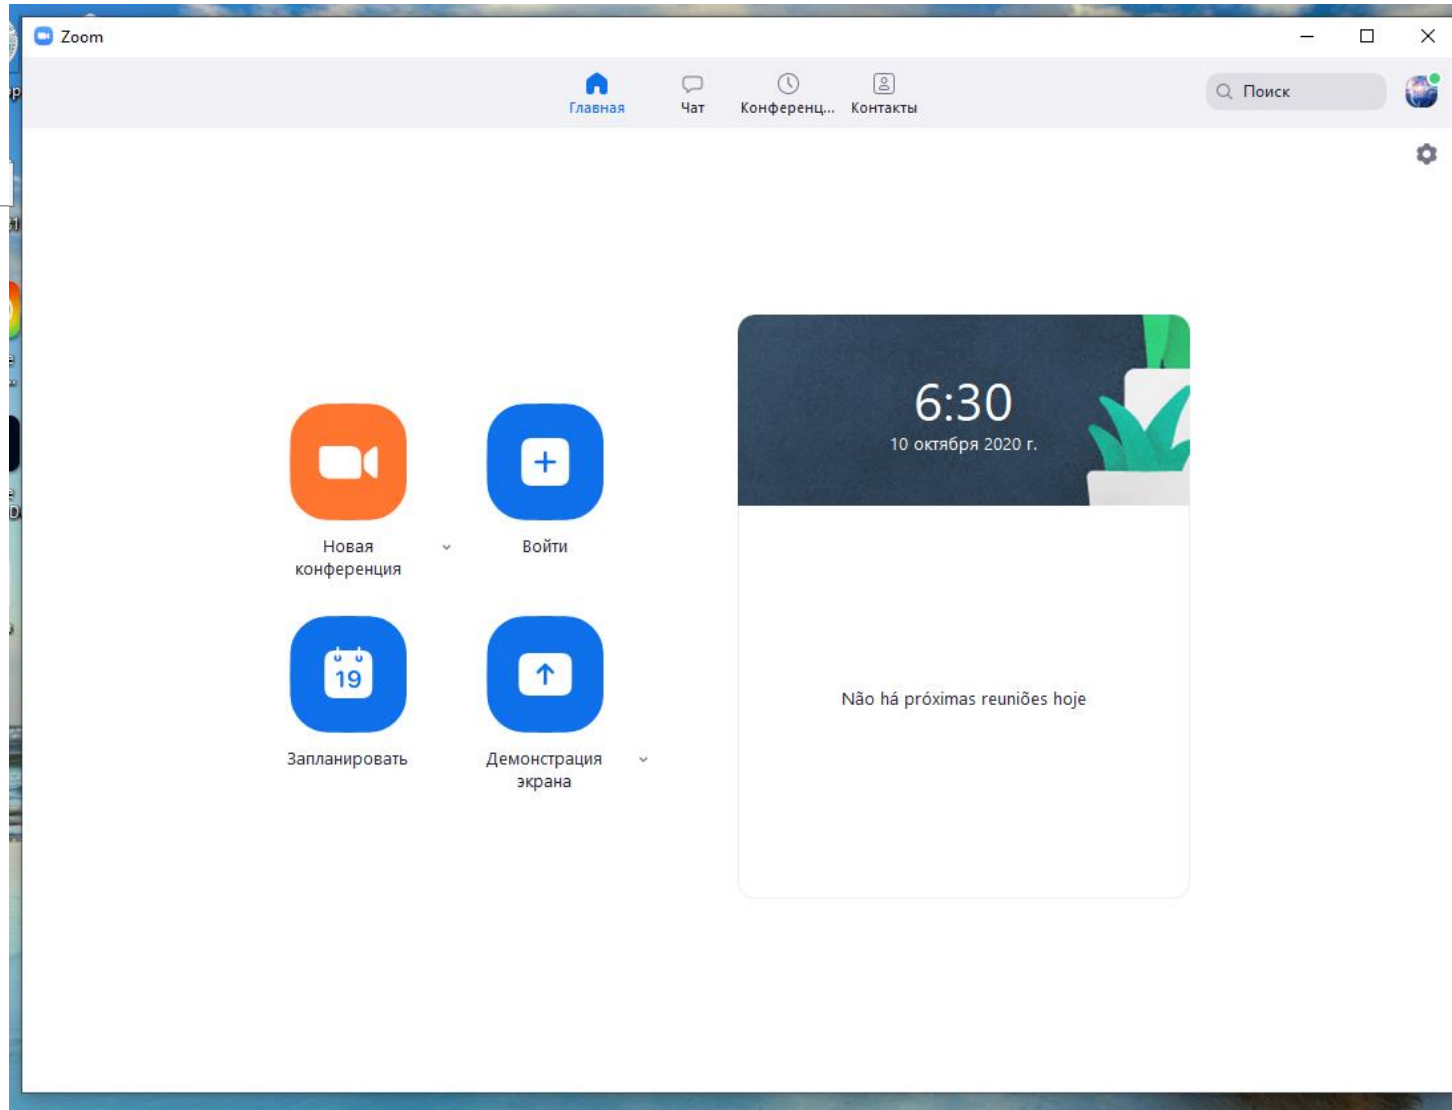 Zoom
Главная
Чат
Конференц...
Контакты
Поиск
6:30
10 октября 2020 г.
Новая
конференция
Войти
19
Запланировать
Демонстрация
экрана
Não há próximas reuniões hoje